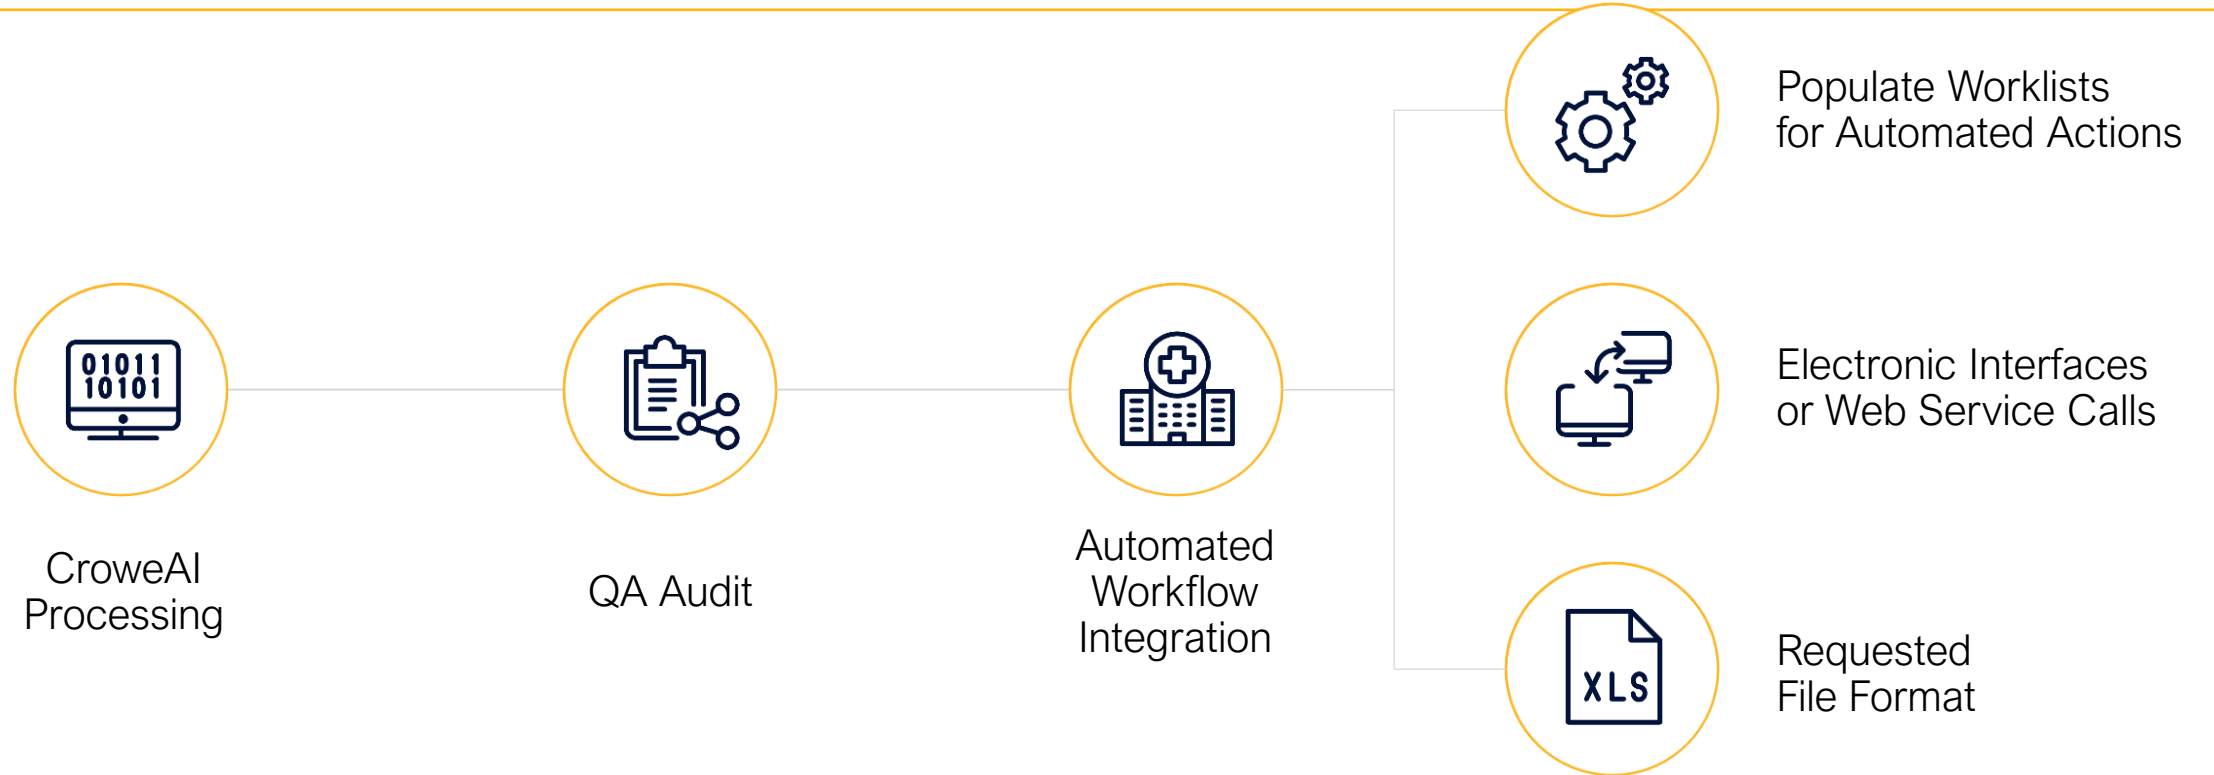 Populate Worklists
for Automated Actions
01011
10101
CroweAI
Processing
QA Audit
Automated
Workflow
Integration
Electronic Interfaces
or Web Service Calls
XLS
Requested
File Format